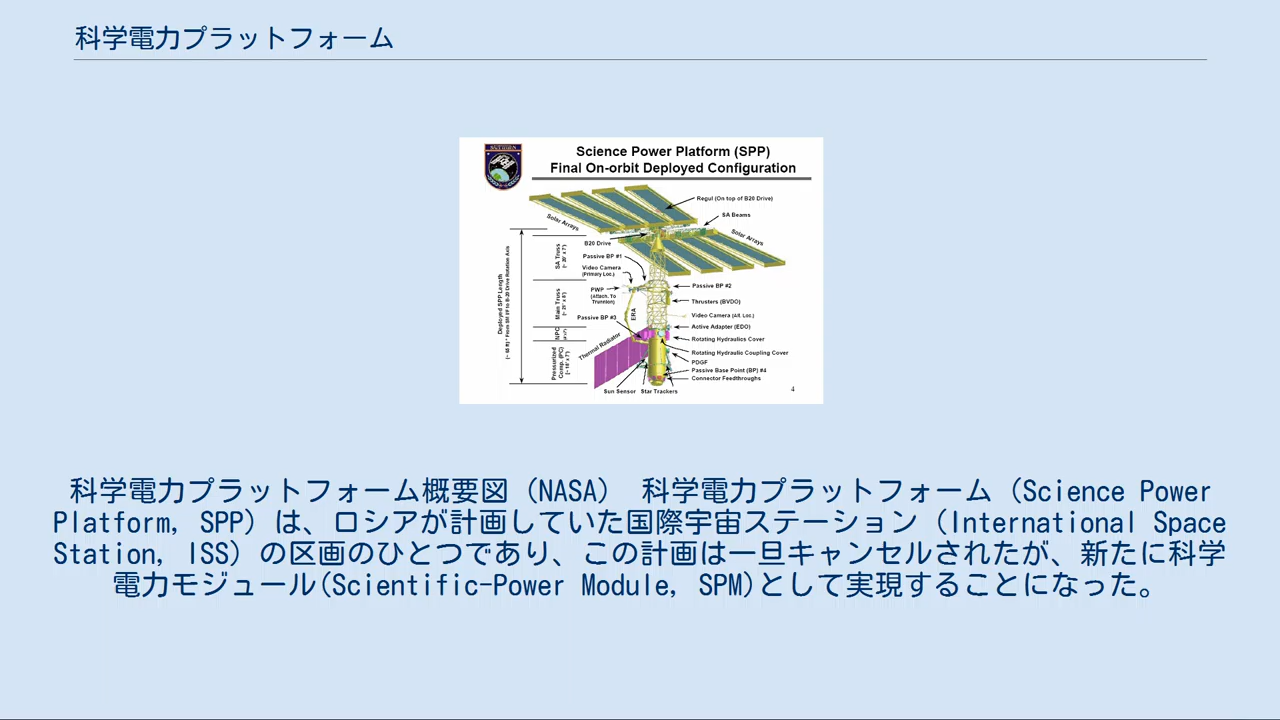 科学電力プラットフォーム
Science Power Platform (SPP)
Final On-orbit Deployed Configuration
Regul (On top of B20 Drive)
SA Beams
Solar Arrays
Solar Arrays
B20 Drive
Passive BP #1
Video Camera
(Primary Loc.)
PWP
(Attach. To
Trunnion)
ERA
Passive BP #3
Thermal Radiator
Passive BP #2
Thrusters (BVDO)
Video Camera (Alt. Loc.)
Active Adapter (EDO)
Rotating Hydraulics Cover
Rotating Hydraulic Coupling Cover
PDGF
Passive Base Point (BP) #4
Connector Feedthroughs
Sun Sensor
Star Trackers
Deployed SPP Length
SA Truss
Main Truss
NPC
Pressurized
Comp. (PC)
4
科学電力プラットフォーム概要図（NASA） 科学電力プラットフォーム（Science Power
Platform, SPP）は、ロシアが計画していた国際宇宙ステーション（International Space
Station, ISS）の区画のひとつであり、この計画は一旦キャンセルされたが、新たに科学
電力モジュール(Scientific-Power Module, SPM)として実現することになった。